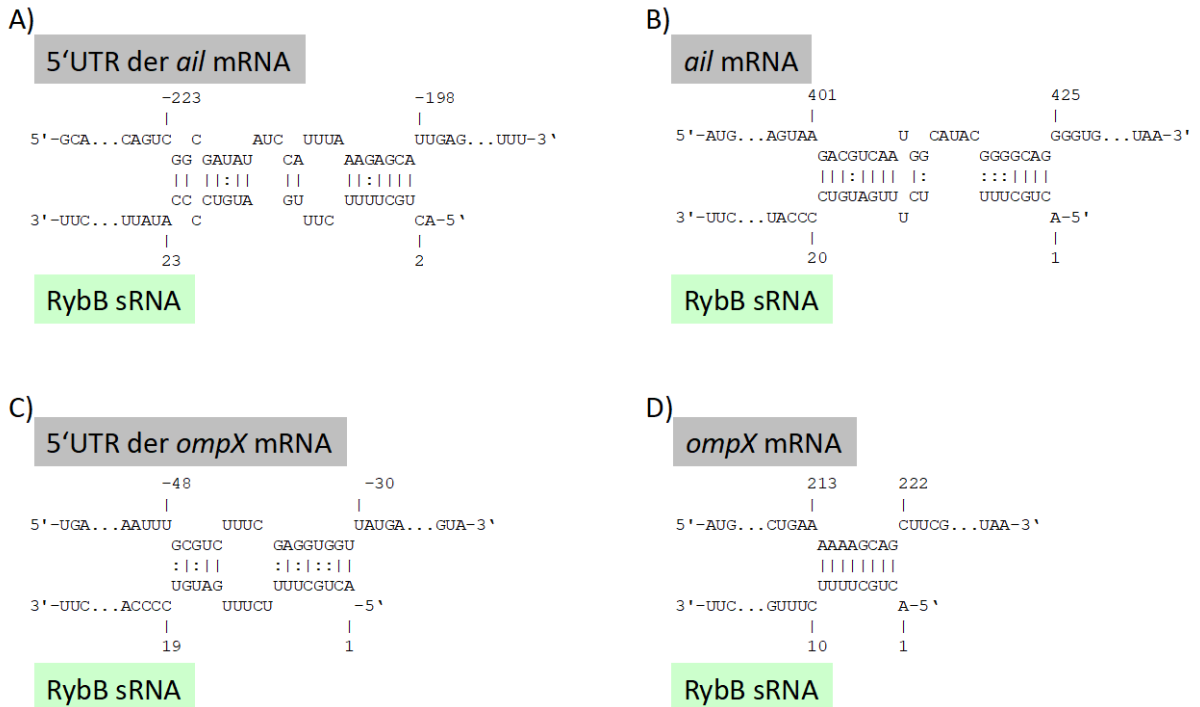 A)
5‘UTR der ail mRNA
-223 -198
| |
5'-GCA...CAGUC C AUC UUUA UUGAG...UUU-3‘
GG GAUAU CA AAGAGCA
|| ||:|| || ||:||||
CC CUGUA GU UUUUCGU
3'-UUC...UUAUA C UUC CA-5‘
| |
23 2
RybB sRNA
B)
ail mRNA
401 425
| |
5'-AUG...AGUAA U CAUAC GGGUG...UAA-3‘
GACGUCAA GG GGGGCAG
|||:|||| |: :::||||
CUGUAGUU CU UUUCGUC
3'-UUC...UACCC U A-5'
| |
20 1
RybB sRNA
C)
5‘UTR der ompX mRNA
-48 -30
| |
5'-UGA...AAUUU UUUC UAUGA...GUA-3‘
GCGUC GAGGUGGU
:|:|| :|:|::||
UGUAG UUUCGUCA
3'-UUC...ACCCC UUUCU -5‘
| |
19 1
RybB sRNA
D)
ompX mRNA
213 222
| |
5'-AUG...CUGAA CUUCG...UAA-3‘
AAAAGCAG
||||||||
UUUUCGUC
3'-UUC...GUUUC A-5‘
| |
10 1
RybB sRNA